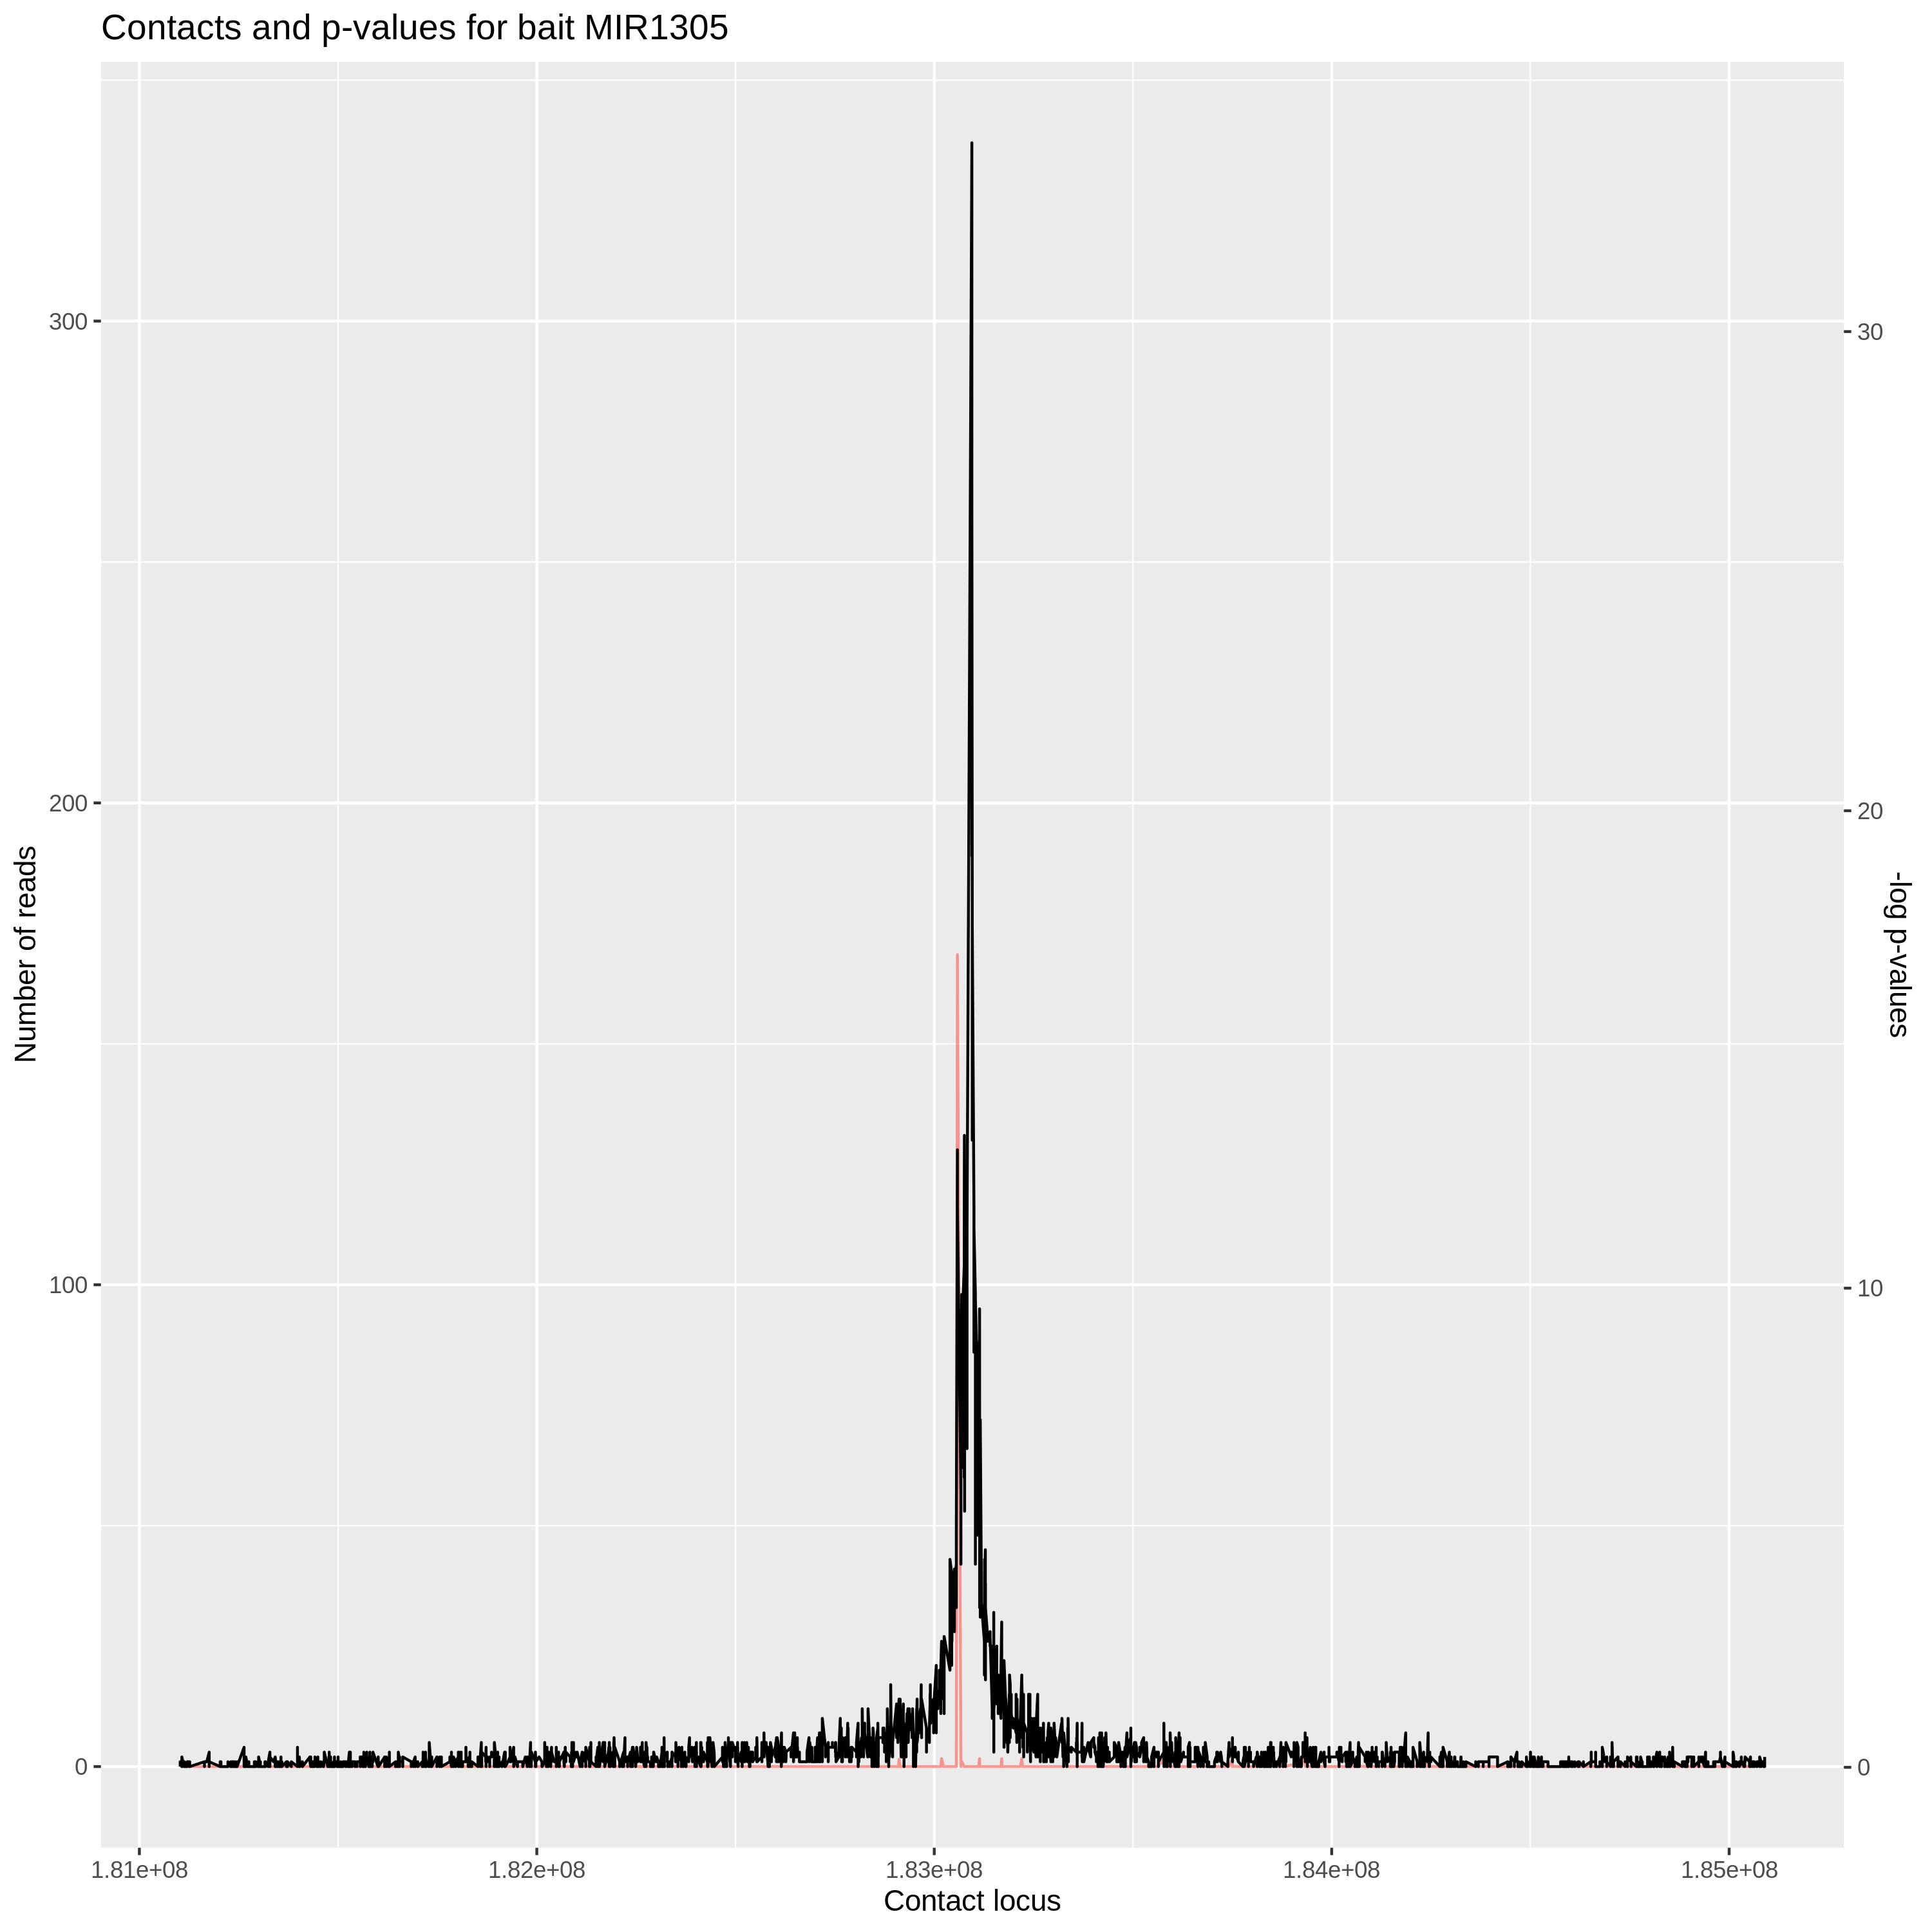 Contacts and p-values for bait MIR1305
300
200
100
0
30
20
10
0
Number of reads
-log p-values
1.81e+08
1.82e+08
1.83e+08
1.84e+08
1.85e+08
Contact locus